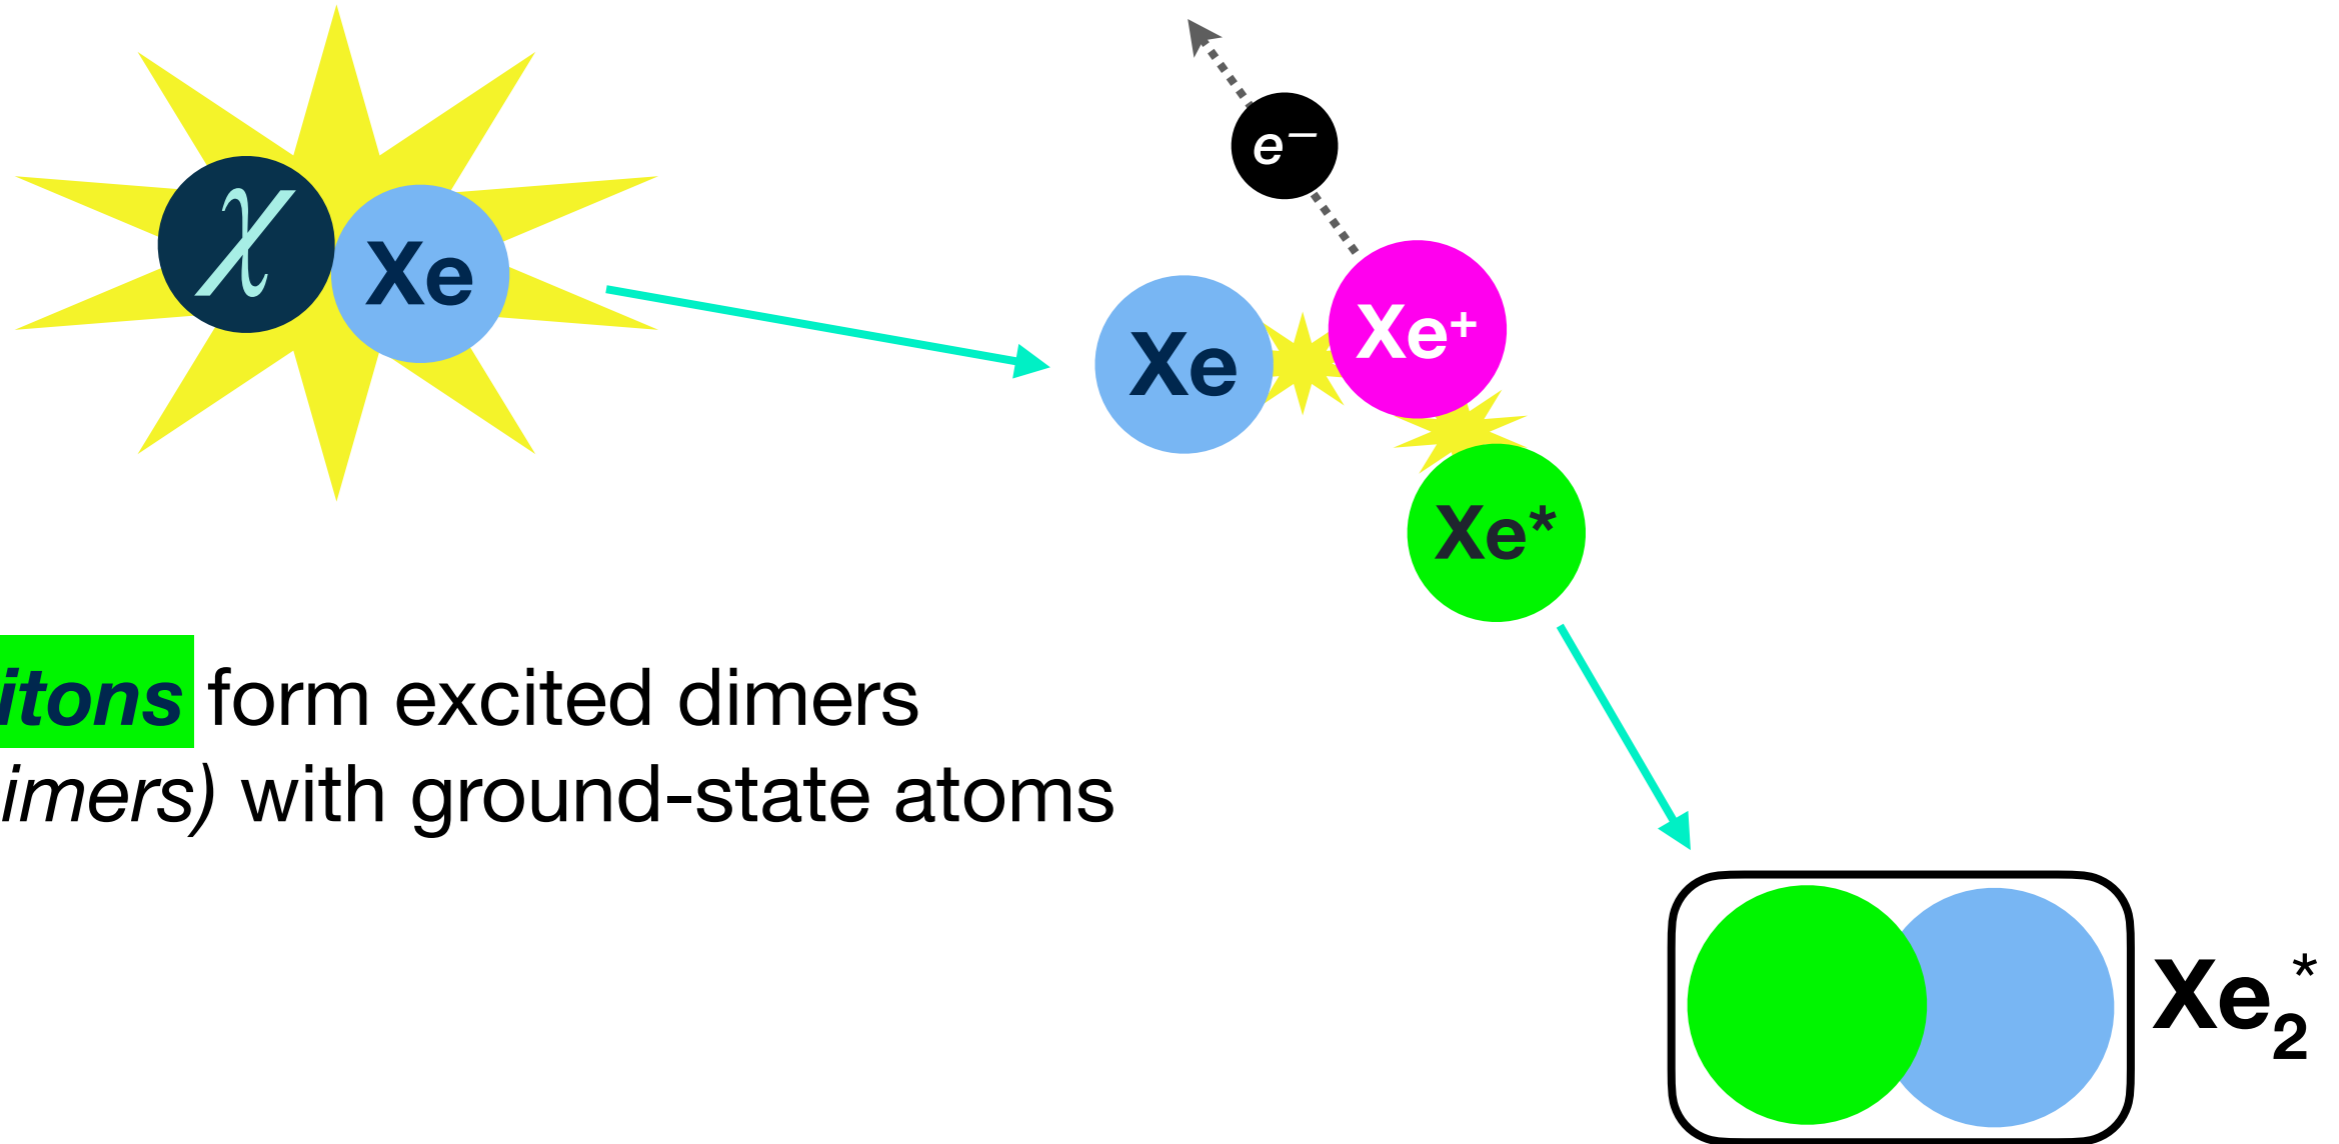 χ Xe
e⁻
Xe
Xe⁺
Xe*
itons form excited dimers
imers) with ground-state atoms
Xe₂*